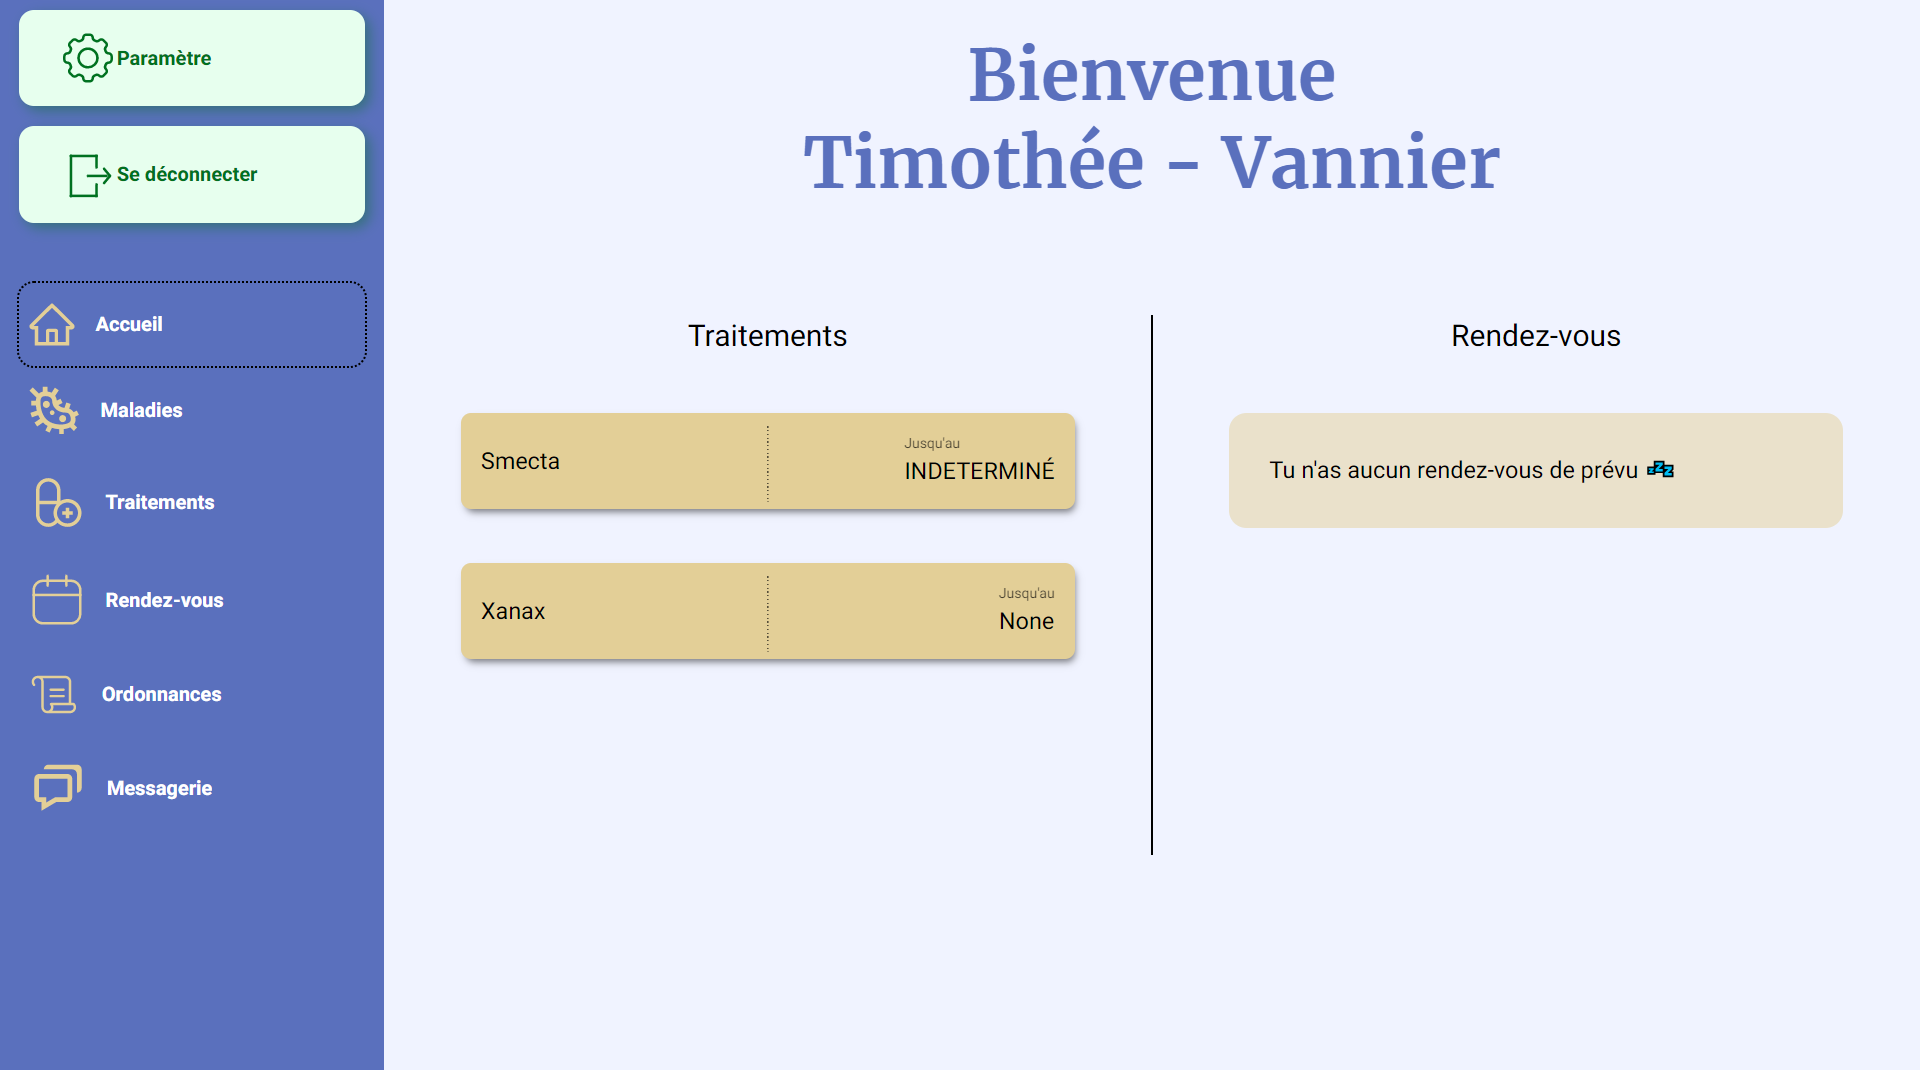 Paramètre
Se déconnecter
Accueil
Maladies
Traitements
Rendez-vous
Ordonnances
Messagerie
Bienvenue
Timothée - Vannier
Traitements
Smecta
Jusqu'au
INDETERMINÉ
Xanax
Jusqu'au
None
Rendez-vous
Tu n'as aucun rendez-vous de prévu 💤